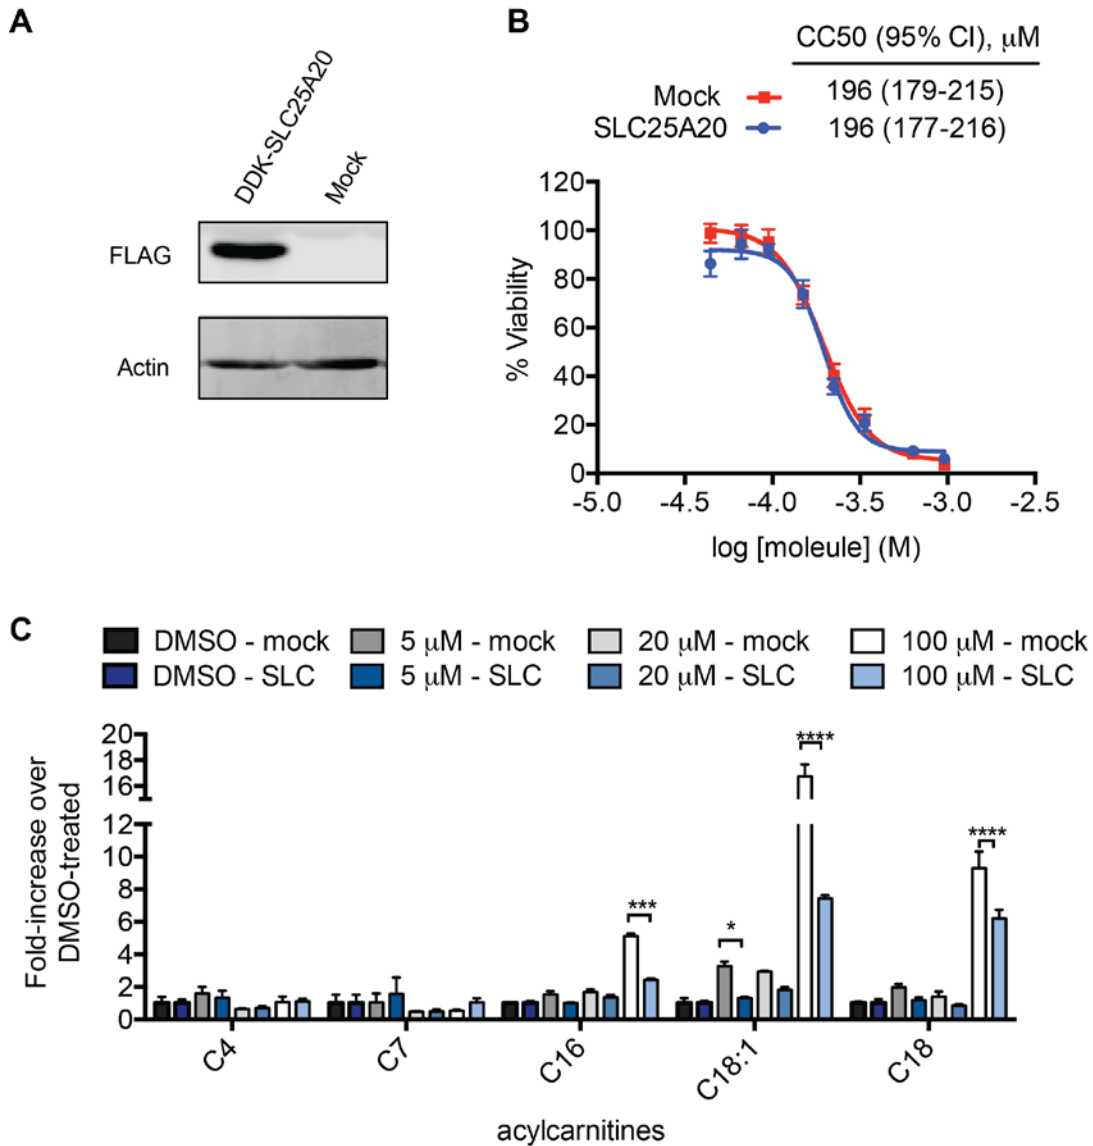 A
DDK-SLC25A20
Mock
FLAG
Actin
B
CC50 (95% CI), μM
Mock 196 (179-215)
SLC25A20 196 (177-216)
120
100
80
60
40
20
0
% Viability
-5.0 -4.5 -4.0 -3.5 -3.0 -2.5
log [moleule] (M)
C
DMSO - mock 5 μM - mock 20 μM - mock 100 μM - mock
DMSO - SLC 5 μM - SLC 20 μM - SLC 100 μM - SLC
Fold-increase over
DMSO-treated
20
18
16
12
10
8
6
4
2
0
***
*
****
****
C4 C7 C16 C18:1 C18
acylcarnitines